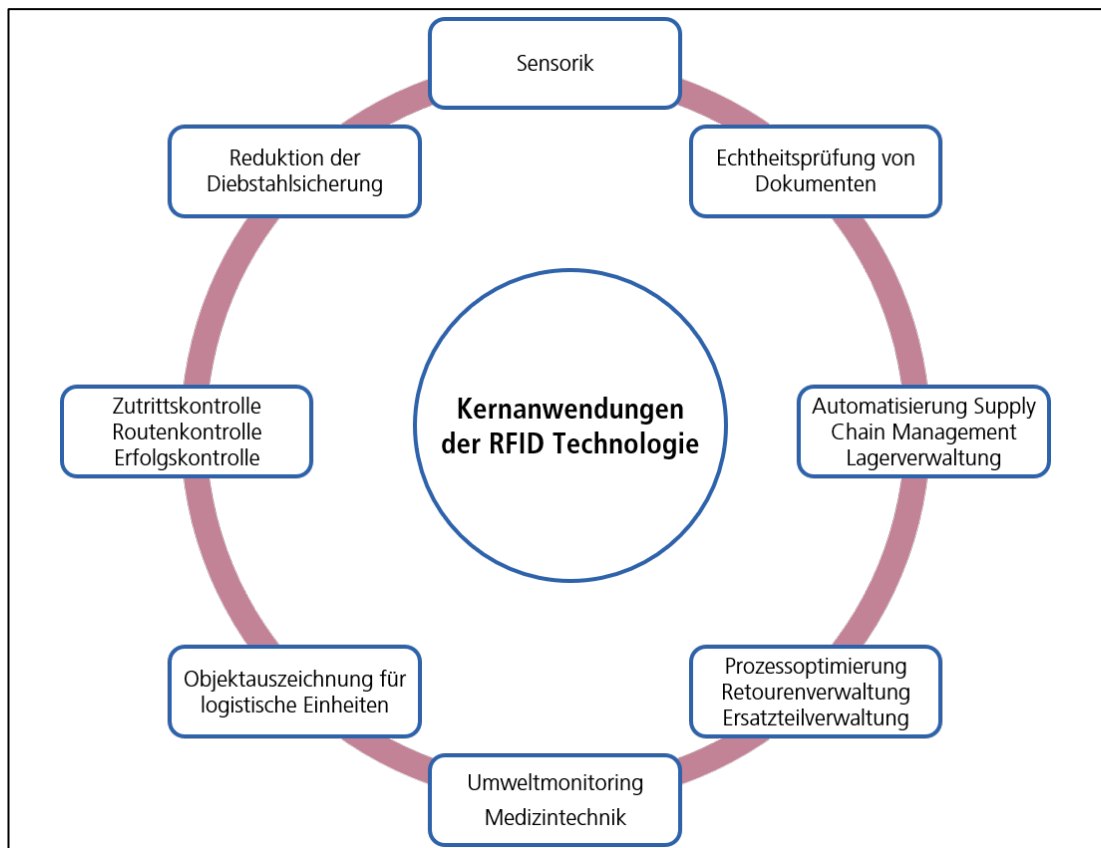 Sensorik
Reduktion der
Diebstahlsicherung
Echtheitsprüfung von
Dokumenten
Kernanwendungen
der RFID Technologie
Zutrittskontrolle
Routenkontrolle
Erfolgskontrolle
Automatisierung Supply
Chain Management
Lagerverwaltung
Objektauszeichnung für
logistische Einheiten
Prozessoptimierung
Retourenverwaltung
Ersatzteilverwaltung
Umweltmonitoring
Medizintechnik